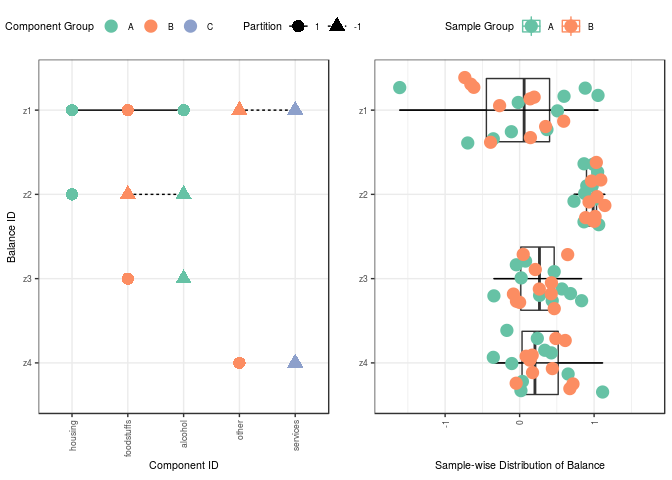 Component Group A B C Partition 1 -1 Sample Group A B
Balance ID
z1
z2
z3
z4
housing
foodstuffs
alcohol
other
services
Component ID
z1
z2
z3
z4
-1
0
1
Sample-wise Distribution of Balance